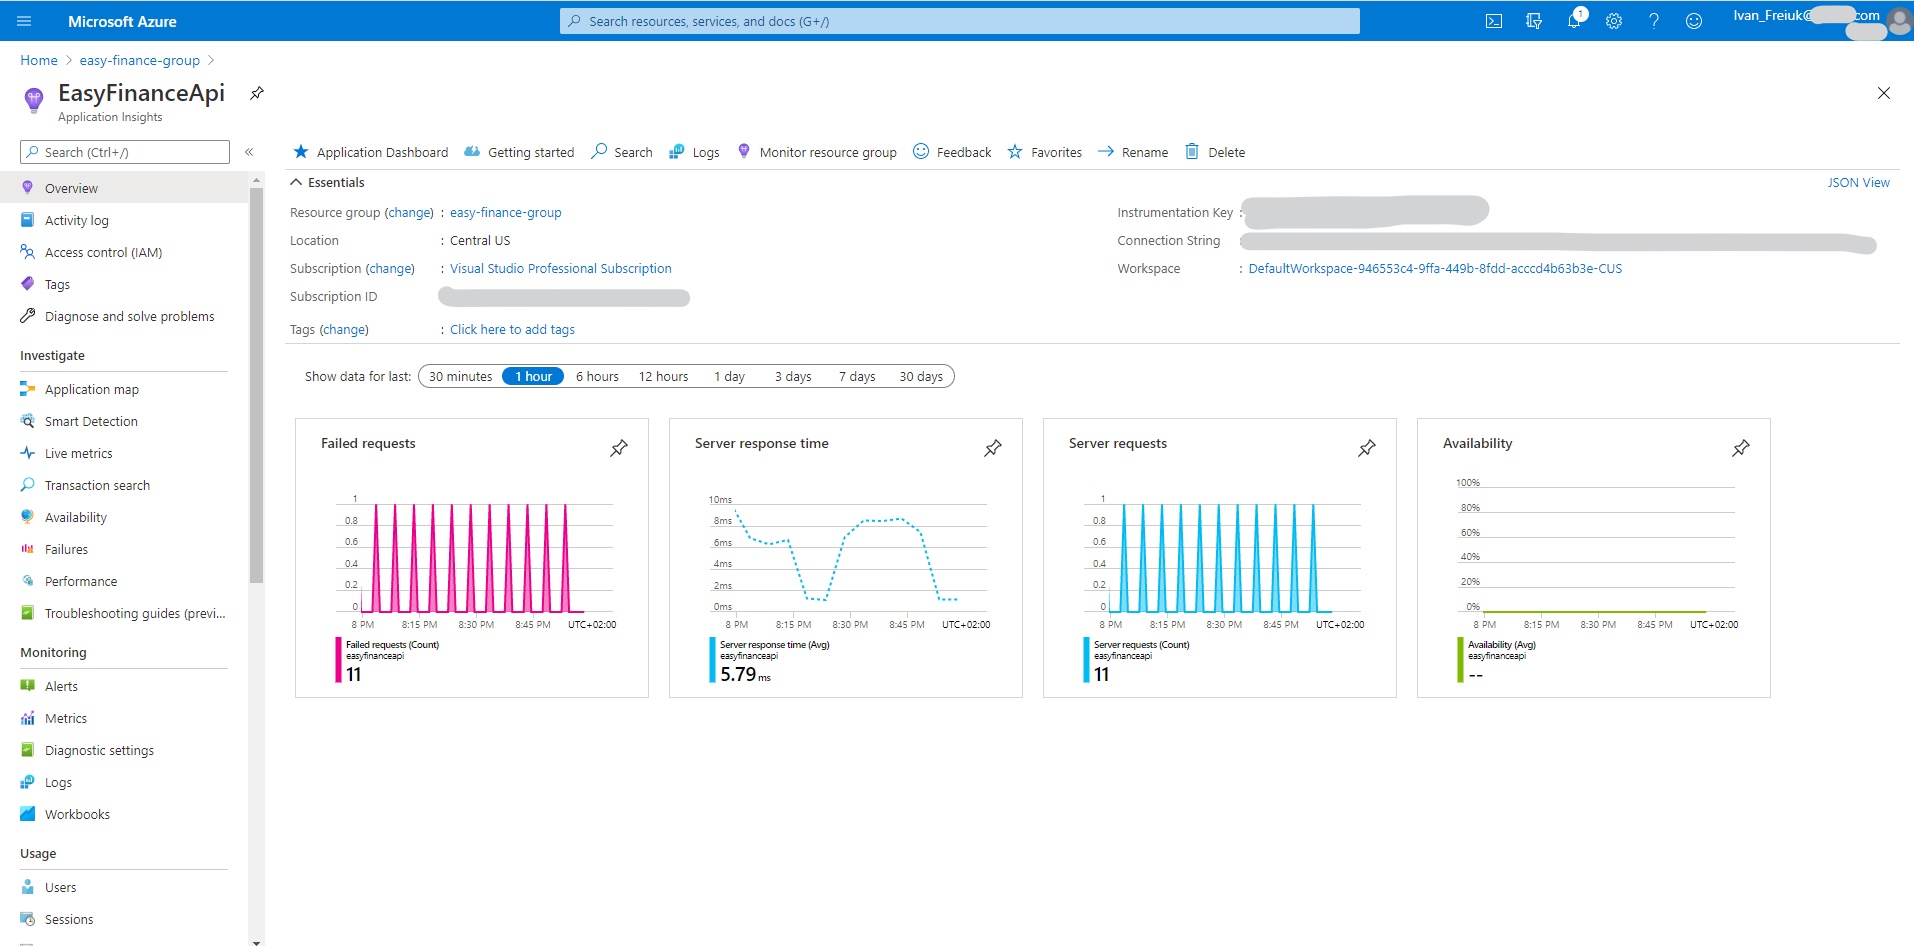 Microsoft Azure
Search resources, services, and docs (G+/)
1
Ivan_Freiuk@ .com
Home > easy-finance-group >
EasyFinanceApi
Application Insights
Search (Ctrl+/)
«
Overview
Activity log
Access control (IAM)
Tags
Diagnose and solve problems
Investigate
Application map
Smart Detection
Live metrics
Transaction search
Availability
Failures
Performance
Troubleshooting guides (previ...
Monitoring
Alerts
Metrics
Diagnostic settings
Logs
Workbooks
Usage
Users
Sessions
Application Dashboard Getting started Search Logs Monitor resource group Feedback Favorites Rename Delete
Essentials
JSON View
Resource group (change) : easy-finance-group
Location : Central US
Subscription (change) : Visual Studio Professional Subscription
Subscription ID
Tags (change) : Click here to add tags
Instrumentation Key :
Connection String :
Workspace : DefaultWorkspace-946553c4-9ffa-449b-8fdd-acccd4b63b3e-CUS
Show data for last: 30 minutes 1 hour 6 hours 12 hours 1 day 3 days 7 days 30 days
Failed requests
1
0.8
0.6
0.4
0.2
0
8 PM 8:15 PM 8:30 PM 8:45 PM UTC+02:00
Failed requests (Count)
easyfinanceapi
11
Server response time
10ms
8ms
6ms
4ms
2ms
0ms
8 PM 8:15 PM 8:30 PM 8:45 PM UTC+02:00
Server response time (Avg)
easyfinanceapi
5.79 ms
Server requests
1
0.8
0.6
0.4
0.2
0
8 PM 8:15 PM 8:30 PM 8:45 PM UTC+02:00
Server requests (Count)
easyfinanceapi
11
Availability
100%
80%
60%
40%
20%
0%
8 PM 8:15 PM 8:30 PM 8:45 PM UTC+02:00
Availability (Avg)
easyfinanceapi
--